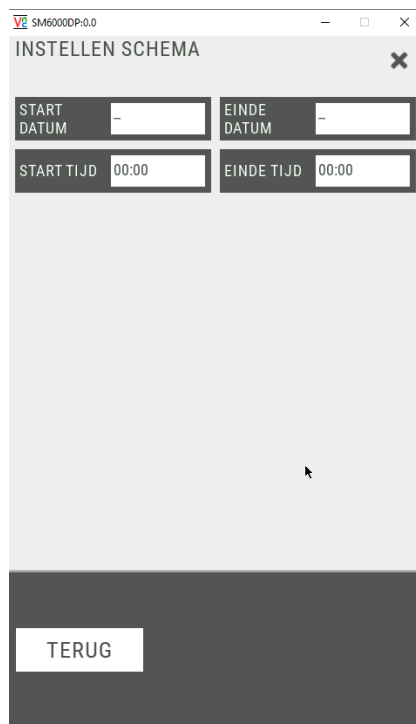 SM6000DP:0.0
INSTELLEN SCHEMA
START DATUM
–
EINDE DATUM
–
START TIJD
00:00
EINDE TIJD
00:00
TERUG